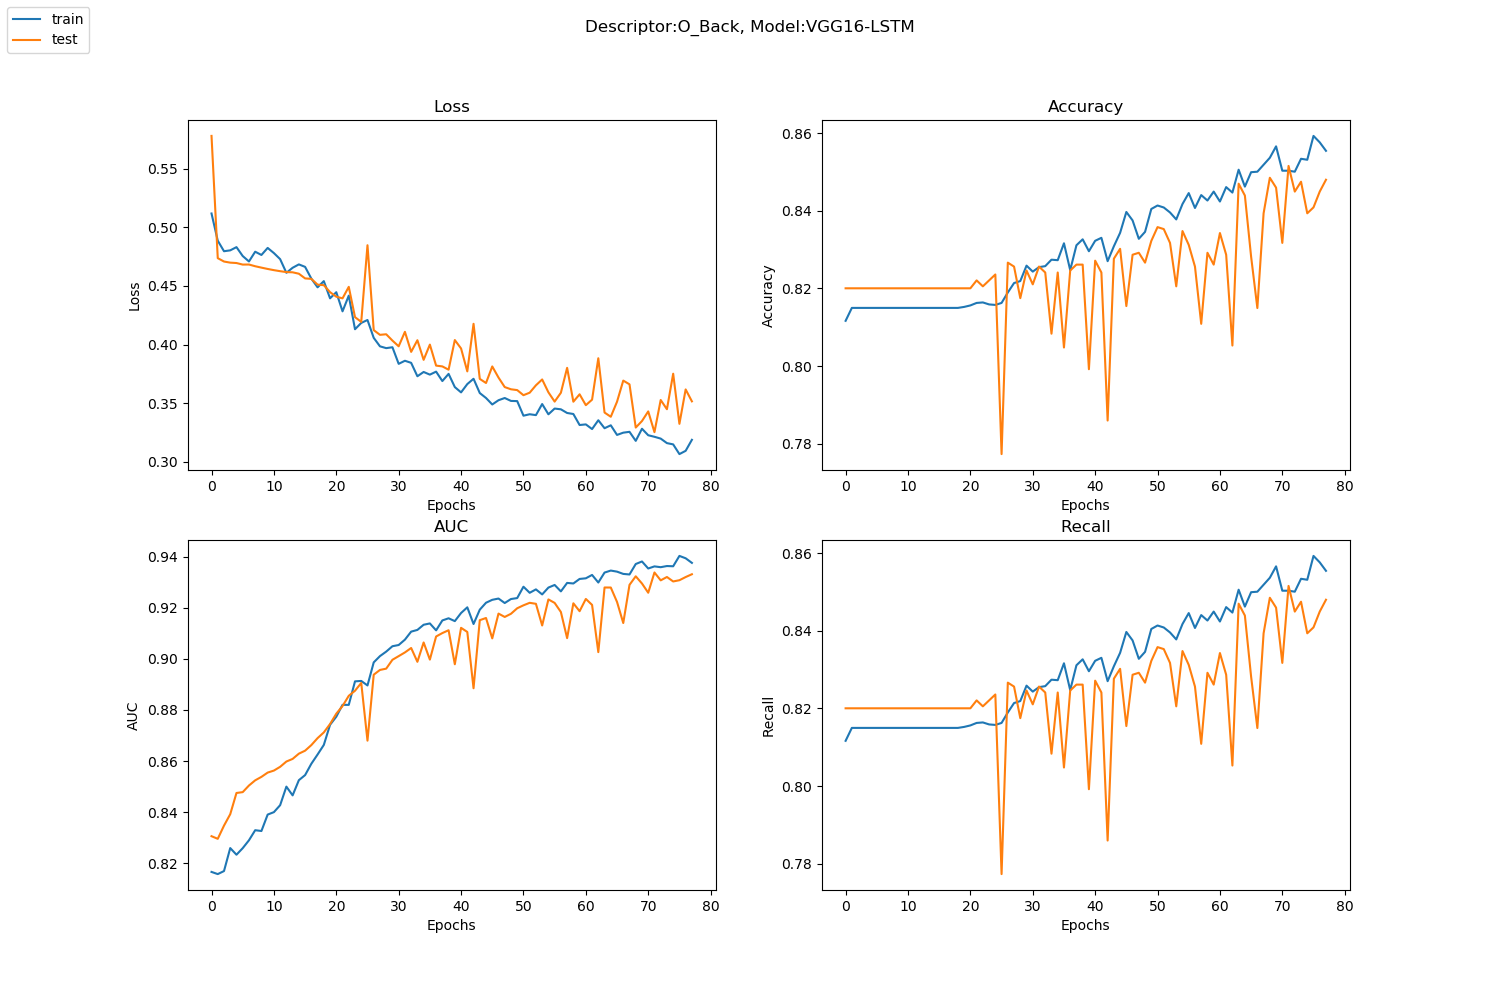 train
test
Descriptor:O_Back, Model:VGG16-LSTM
Loss
0.55
0.50
0.45
0.40
0.35
0.30
Loss
0 10 20 30 40 50 60 70 80
Epochs
Accuracy
0.86
0.84
0.82
0.80
0.78
Accuracy
0 10 20 30 40 50 60 70 80
Epochs
AUC
0.94
0.92
0.90
0.88
0.86
0.84
0.82
AUC
0 10 20 30 40 50 60 70 80
Epochs
Recall
0.86
0.84
0.82
0.80
0.78
Recall
0 10 20 30 40 50 60 70 80
Epochs